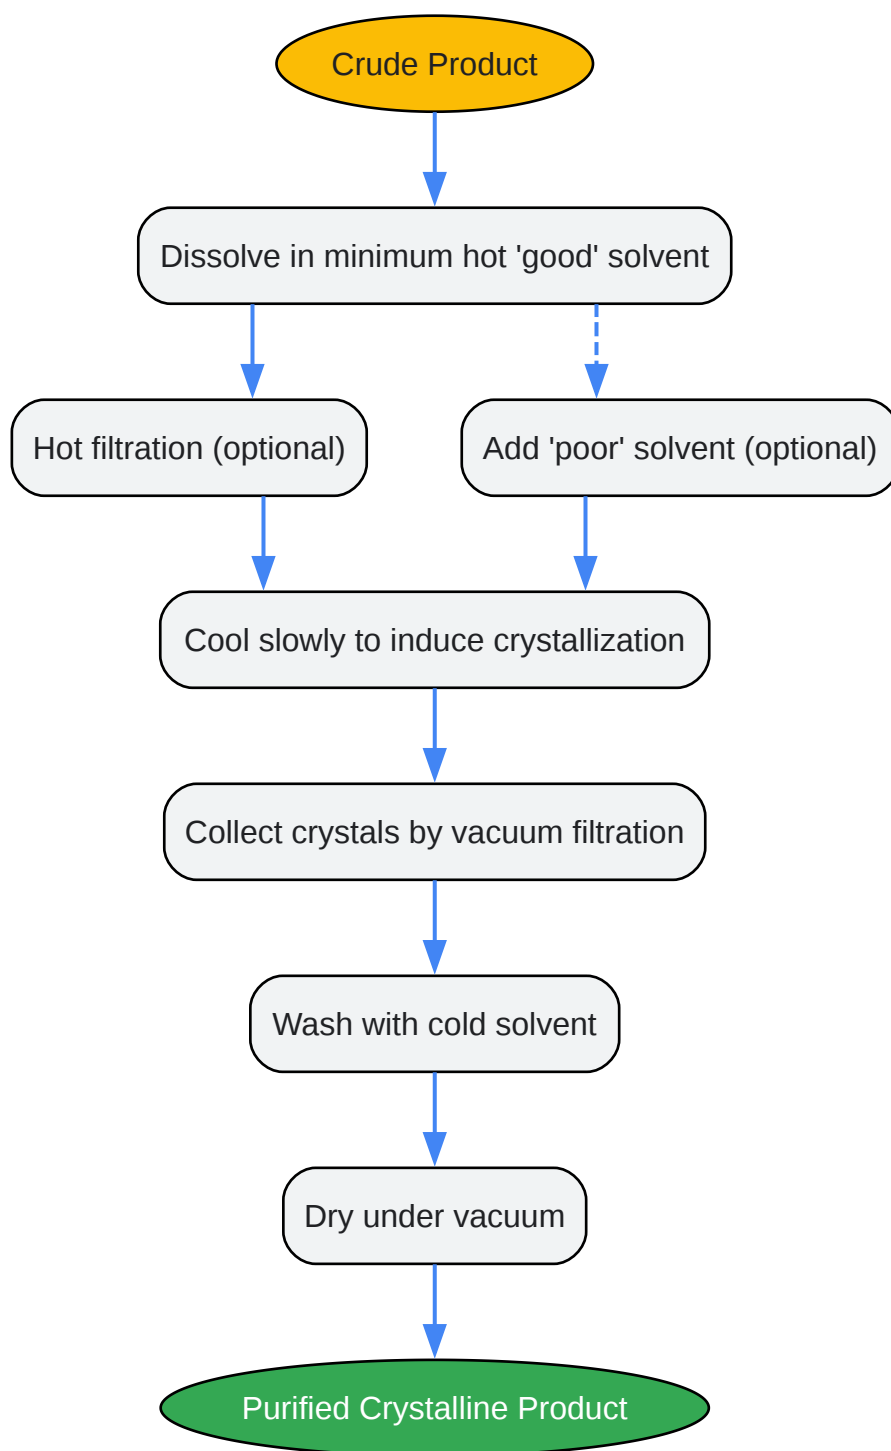 Crude Product
Dissolve in minimum hot 'good' solvent
Hot filtration (optional)
Add 'poor' solvent (optional)
Cool slowly to induce crystallization
Collect crystals by vacuum filtration
Wash with cold solvent
Dry under vacuum
Purified Crystalline Product